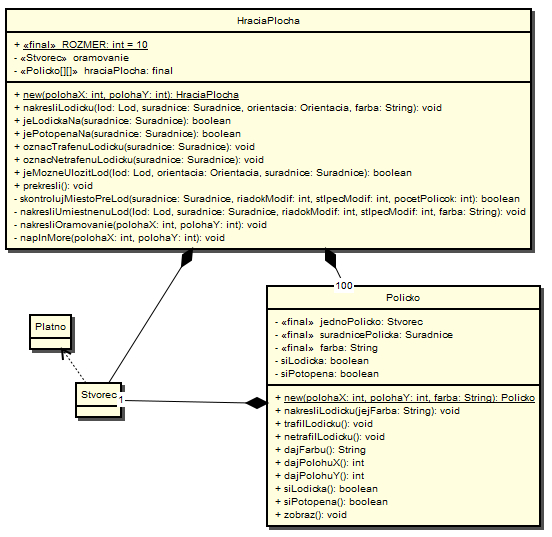 HraciaPlocha
+ «final» ROZMER: int = 10
- «Stvorec» oramovanie
- «Policko[][]» hraciaPlocha: final
+ new(polohaX: int, polohaY: int): HraciaPlocha
+ nakresliLodicku(lod: Lod, suradnice: Suradnice, orientacia: Orientacia, farba: String): void
+ jeLodickaNa(suradnice: Suradnice): boolean
+ jePotopenaNa(suradnice: Suradnice): boolean
+ oznacTrafenuLodicku(suradnice: Suradnice): void
+ oznacNetrafenuLodicku(suradnice: Suradnice): void
+ jeMozneUlozitLod(lod: Lod, orientacia: Orientacia, suradnice: Suradnice): boolean
+ prekresli(): void
- skontrolujMiestoPreLod(suradnice: Suradnice, riadokModif: int, stlpecModif: int, pocetPolicok: int): boolean
- nakresliUmiestnenuLod(lod: Lod, suradnice: Suradnice, riadokModif: int, stlpecModif: int, farba: String): void
- nakresliOramovanie(polohaX: int, polohaY: int): void
- naplnMore(polohaX: int, polohaY: int): void
100
Policko
- «final» jednoPolicko: Stvorec
- «final» suradnicePolicka: Suradnice
- «final» farba: String
- siLodicka: boolean
- siPotopena: boolean
+ new(polohaX: int, polohaY: int, farba: String): Policko
+ nakresliLodicku(jejFarba: String): void
+ trafilLodicku(): void
+ netrafilLodicku(): void
+ dajFarbu(): String
+ dajPolohuX(): int
+ dajPolohuY(): int
+ siLodicka(): boolean
+ siPotopena(): boolean
+ zobraz(): void
Platno
Stvorec
1